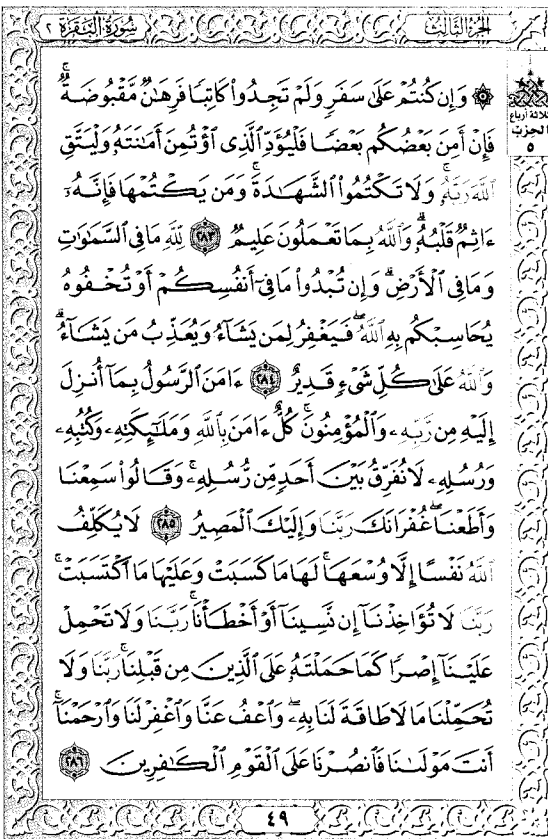 الجزء الثالث
سورة البقرة ٢
ثلاثة أرباع
الحزب
٥
۞ وَإِن كُنتُمْ عَلَىٰ سَفَرٍ وَلَمْ تَجِدُوا۟ كَاتِبًا فَرِهَٰنٌ مَّقْبُوضَةٌ ۖ
فَإِنْ أَمِنَ بَعْضُكُم بَعْضًا فَلْيُؤَدِّ ٱلَّذِى ٱؤْتُمِنَ أَمَٰنَتَهُۥ وَلْيَتَّقِ
ٱللَّهَ رَبَّهُۥ ۗ وَلَا تَكْتُمُوا۟ ٱلشَّهَٰدَةَ ۚ وَمَن يَكْتُمْهَا فَإِنَّهُۥٓ
ءَاثِمٌ قَلْبُهُۥ ۗ وَٱللَّهُ بِمَا تَعْمَلُونَ عَلِيمٌ ٢٨٣ لِّلَّهِ مَا فِى ٱلسَّمَٰوَٰتِ
وَمَا فِى ٱلْأَرْضِ ۗ وَإِن تُبْدُوا۟ مَا فِىٓ أَنفُسِكُمْ أَوْ تُخْفُوهُ
يُحَاسِبْكُم بِهِ ٱللَّهُ ۖ فَيَغْفِرُ لِمَن يَشَآءُ وَيُعَذِّبُ مَن يَشَآءُ ۗ
وَٱللَّهُ عَلَىٰ كُلِّ شَىْءٍ قَدِيرٌ ٢٨٤ ءَامَنَ ٱلرَّسُولُ بِمَآ أُنزِلَ
إِلَيْهِ مِن رَّبِّهِۦ وَٱلْمُؤْمِنُونَ ۚ كُلٌّ ءَامَنَ بِٱللَّهِ وَمَلَٰٓئِكَتِهِۦ وَكُتُبِهِۦ
وَرُسُلِهِۦ لَا نُفَرِّقُ بَيْنَ أَحَدٍ مِّن رُّسُلِهِۦ ۚ وَقَالُوا۟ سَمِعْنَا
وَأَطَعْنَا ۖ غُفْرَانَكَ رَبَّنَا وَإِلَيْكَ ٱلْمَصِيرُ ٢٨٥ لَا يُكَلِّفُ
ٱللَّهُ نَفْسًا إِلَّا وُسْعَهَا ۚ لَهَا مَا كَسَبَتْ وَعَلَيْهَا مَا ٱكْتَسَبَتْ ۗ
رَبَّنَا لَا تُؤَاخِذْنَآ إِن نَّسِينَآ أَوْ أَخْطَأْنَا ۚ رَبَّنَا وَلَا تَحْمِلْ
عَلَيْنَآ إِصْرًا كَمَا حَمَلْتَهُۥ عَلَى ٱلَّذِينَ مِن قَبْلِنَا ۚ رَبَّنَا وَلَا
تُحَمِّلْنَا مَا لَا طَاقَةَ لَنَا بِهِۦ ۖ وَٱعْفُ عَنَّا وَٱغْفِرْ لَنَا وَٱرْحَمْنَآ ۚ
أَنتَ مَوْلَىٰنَا فَٱنصُرْنَا عَلَى ٱلْقَوْمِ ٱلْكَٰفِرِينَ ٢٨٦
٤٩